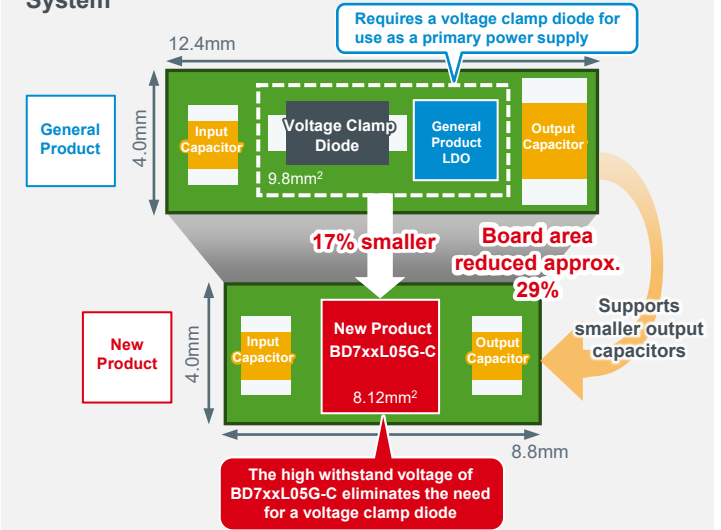 System
Requires a voltage clamp diode for
use as a primary power supply
12.4mm
General
Product
4.0mm
Input
Capacitor
Voltage Clamp
Diode
General
Product
LDO
Output
Capacitor
9.8mm²
17% smaller
Board area
reduced approx.
29%
Supports
smaller output
capacitors
New
Product
4.0mm
Input
Capacitor
New Product
BD7xxL05G-C
8.12mm²
Output
Capacitor
8.8mm
The high withstand voltage of
BD7xxL05G-C eliminates the need
for a voltage clamp diode